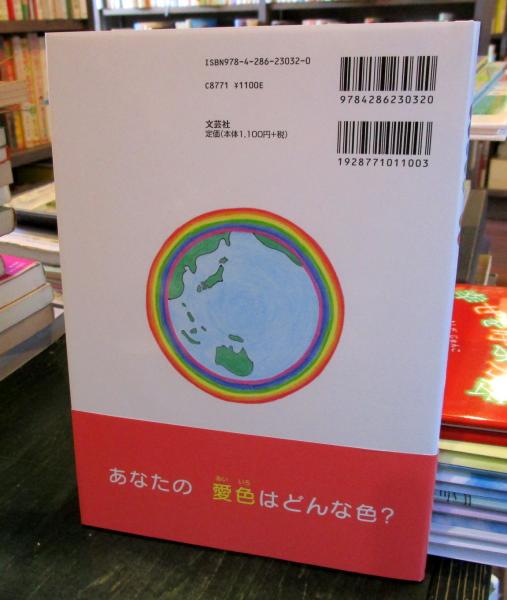 ISBN978-4-286-23032-0
C8771 ¥1100E
文芸社
定価(本体1,100円+税)
9784286230320
1928771011003
あい いろ
あなたの 愛色はどんな色?